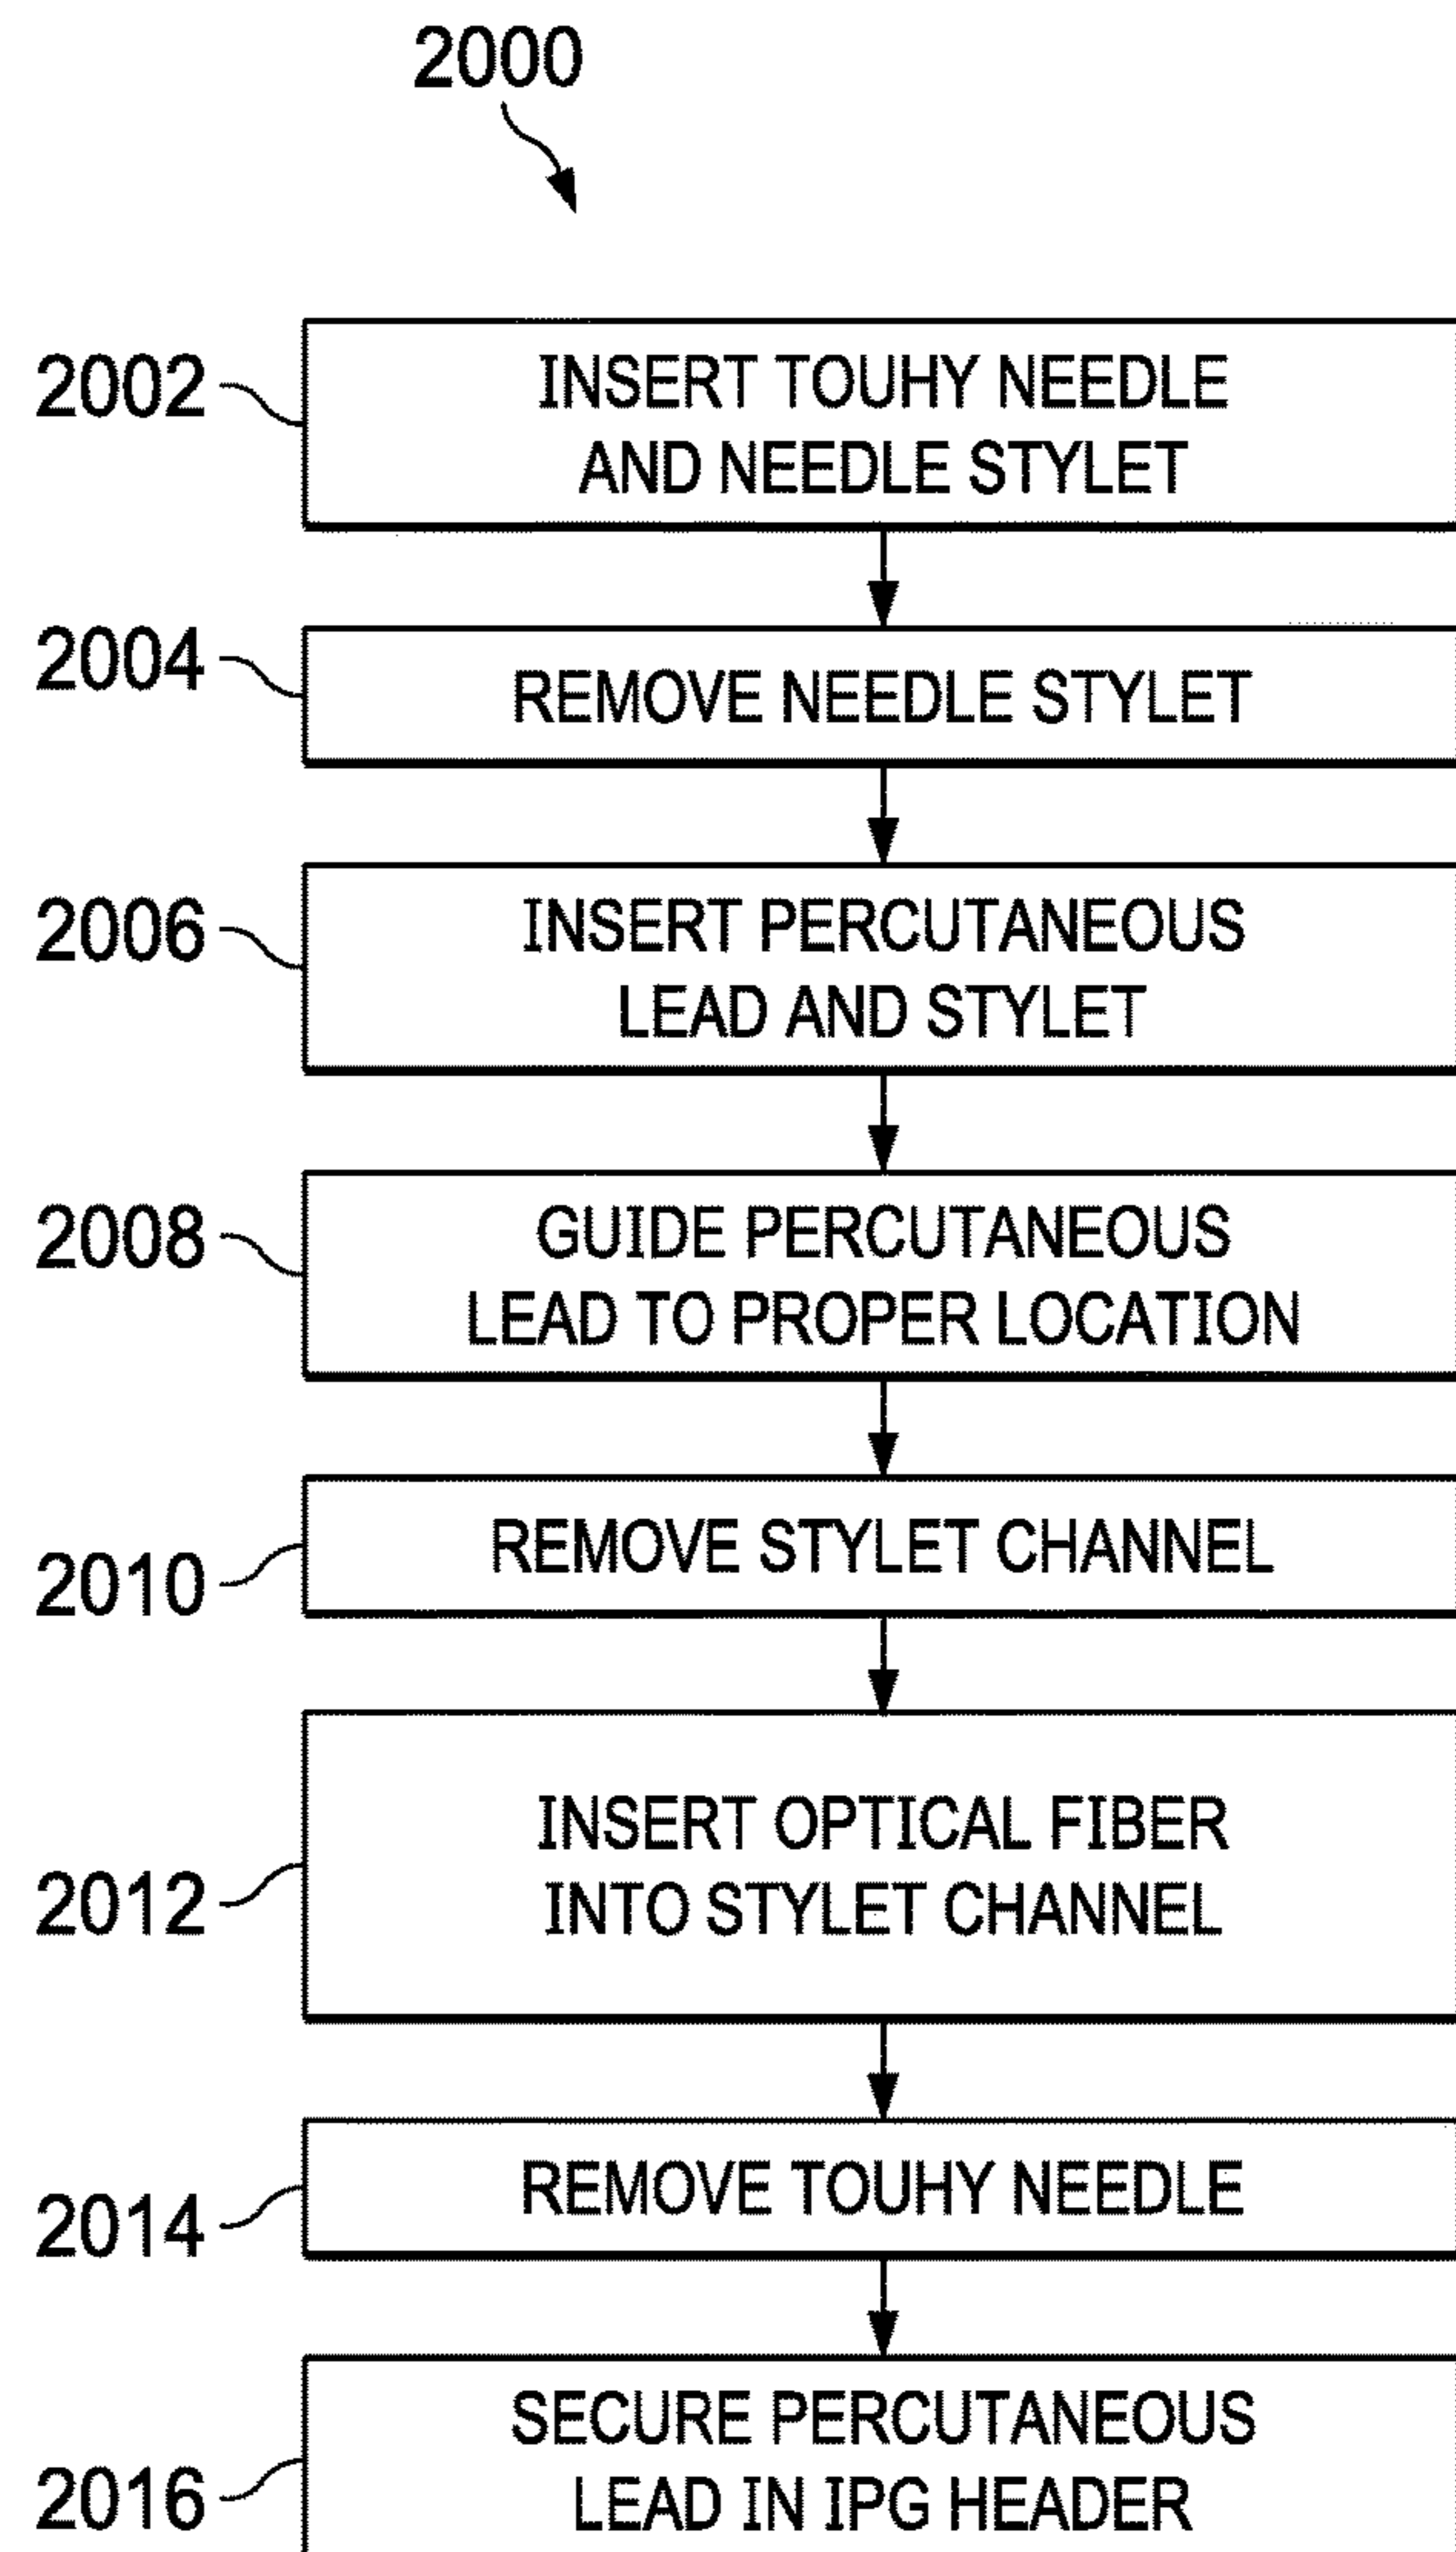 2000
2002
INSERT TOUHY NEEDLE
AND NEEDLE STYLET
2004
REMOVE NEEDLE STYLET
2006
INSERT PERCUTANEOUS
LEAD AND STYLET
2008
GUIDE PERCUTANEOUS
LEAD TO PROPER LOCATION
2010
REMOVE STYLET CHANNEL
2012
INSERT OPTICAL FIBER
INTO STYLET CHANNEL
2014
REMOVE TOUHY NEEDLE
2016
SECURE PERCUTANEOUS
LEAD IN IPG HEADER